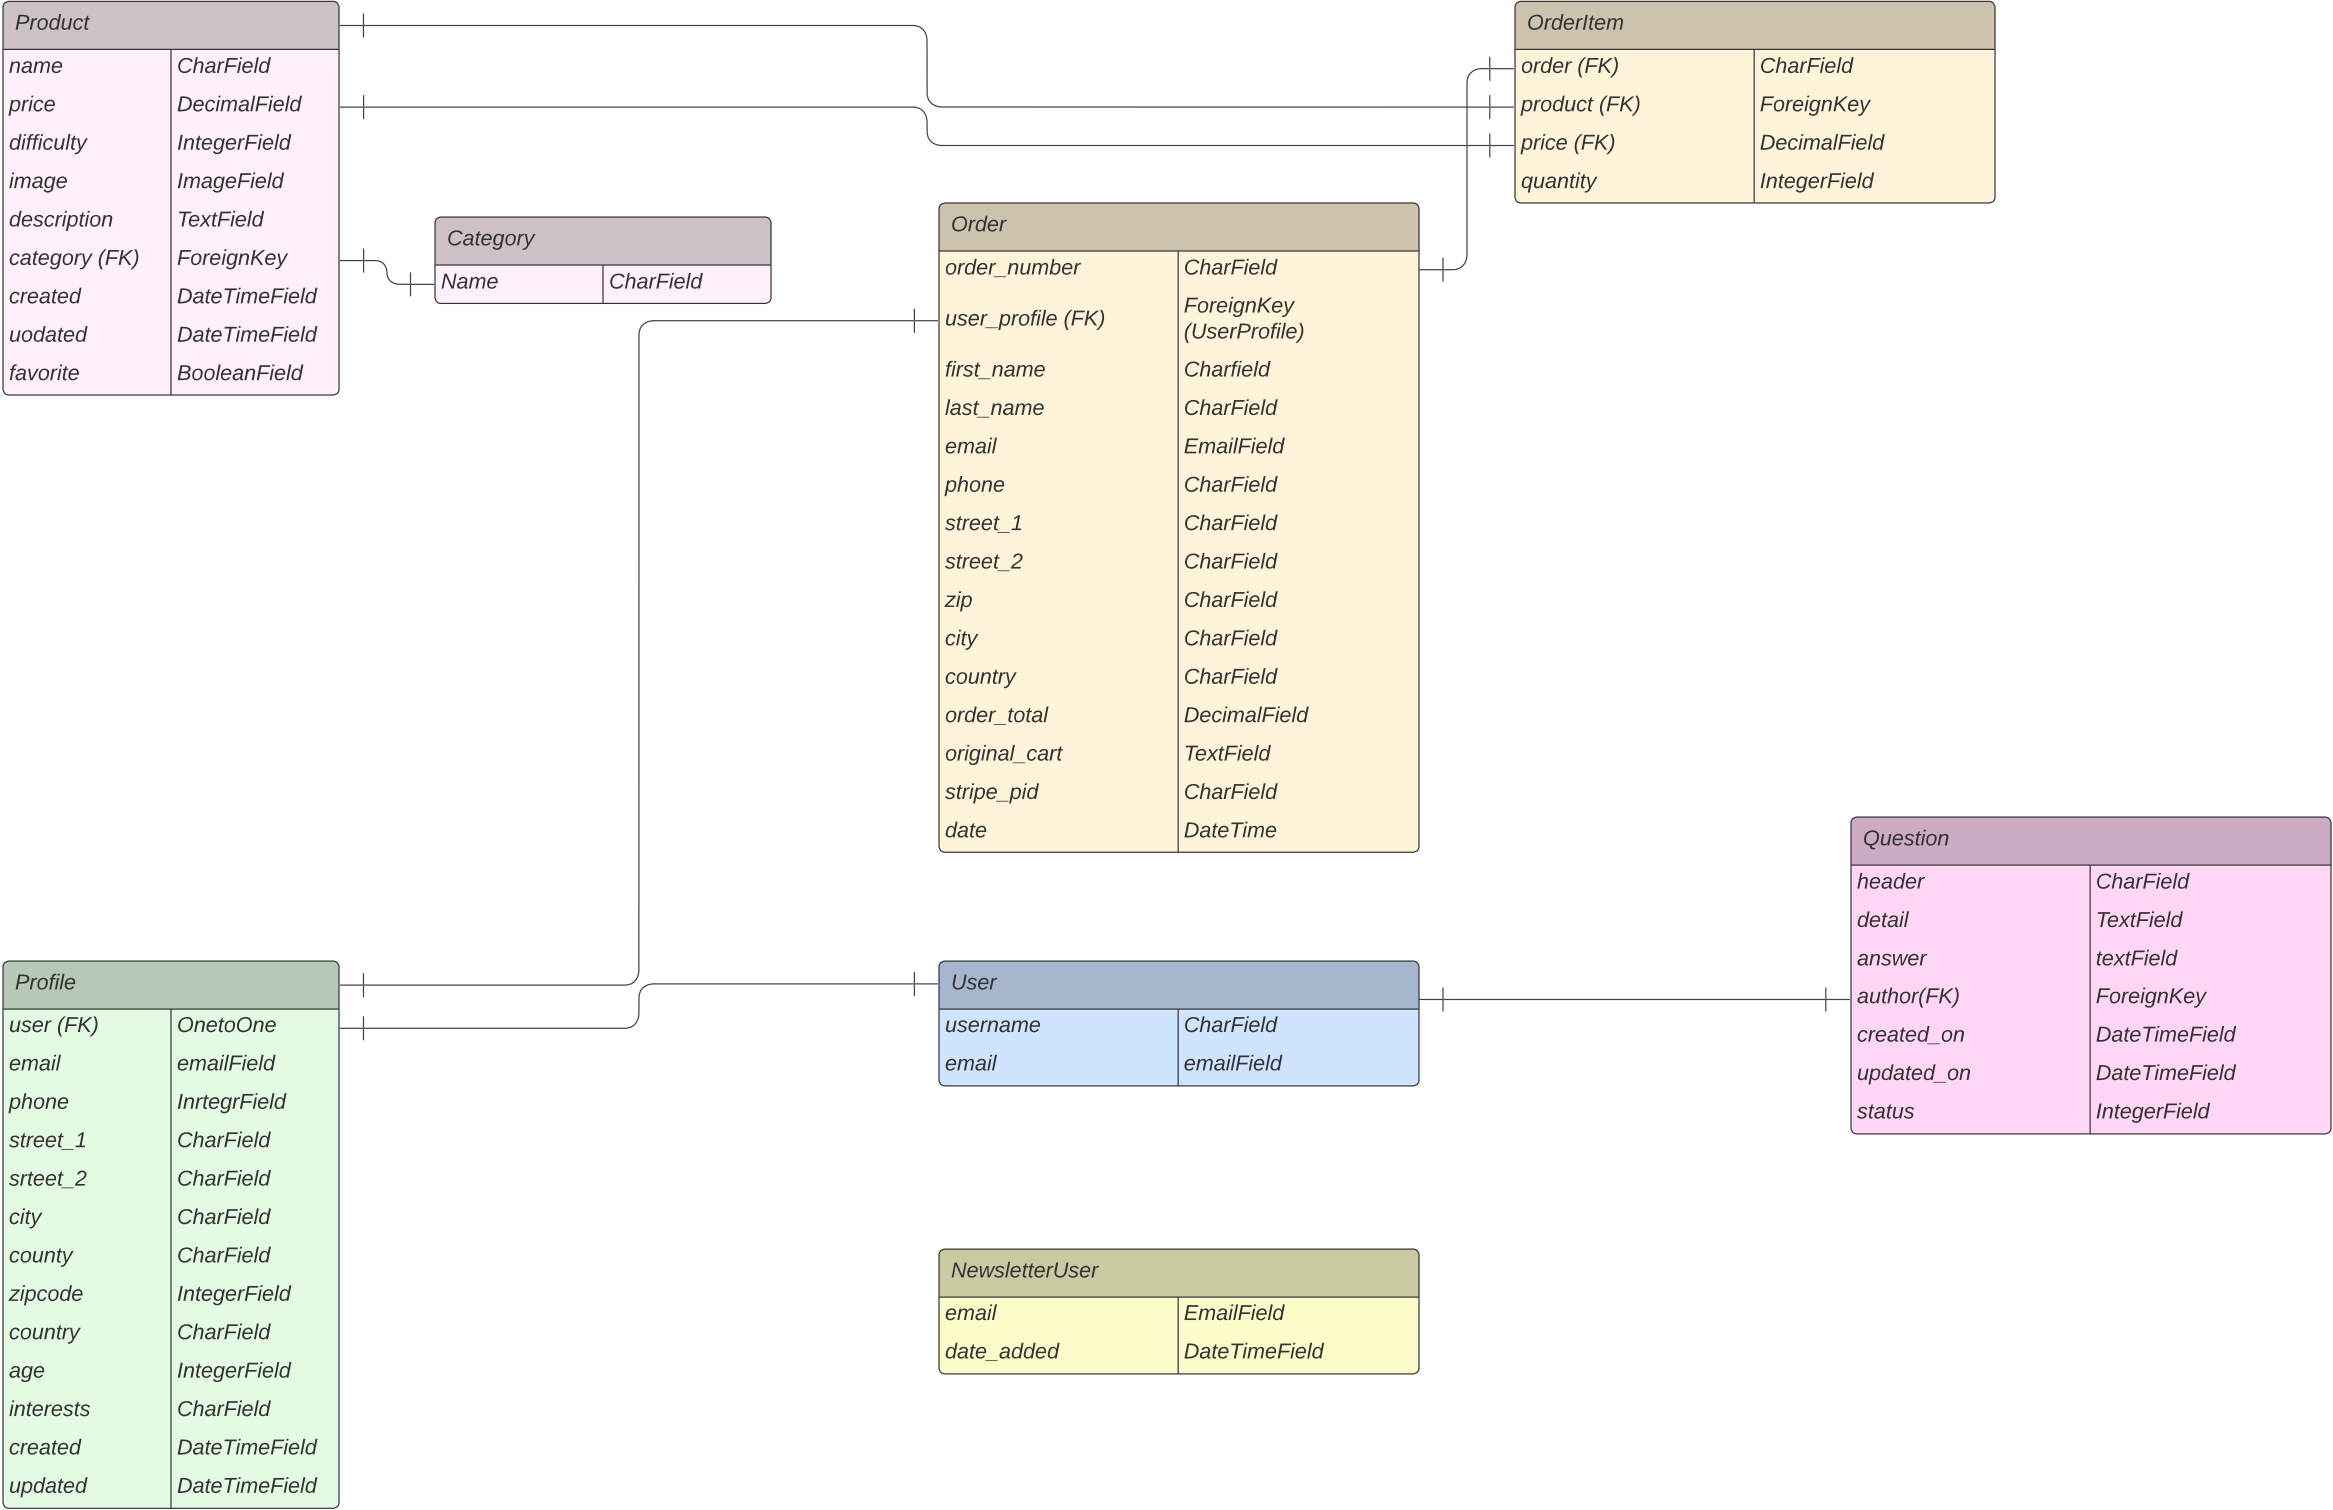 Product
name CharField
price DecimalField
difficulty IntegerField
image ImageField
description TextField
category (FK) ForeignKey
created DateTimeField
uodated DateTimeField
favorite BooleanField
Category
Name CharField
OrderItem
order (FK) CharField
product (FK) ForeignKey
price (FK) DecimalField
quantity IntegerField
Order
order_number CharField
user_profile (FK) ForeignKey
(UserProfile)
first_name Charfield
last_name CharField
email EmailField
phone CharField
street_1 CharField
street_2 CharField
zip CharField
city CharField
country CharField
order_total DecimalField
original_cart TextField
stripe_pid CharField
date DateTime
Question
header CharField
detail TextField
answer textField
author(FK) ForeignKey
created_on DateTimeField
updated_on DateTimeField
status IntegerField
Profile
user (FK) OnetoOne
email emailField
phone InrtegrField
street_1 CharField
srteet_2 CharField
city CharField
county CharField
zipcode IntegerField
country CharField
age IntegerField
interests CharField
created DateTimeField
updated DateTimeField
User
username CharField
email emailField
NewsletterUser
email EmailField
date_added DateTimeField